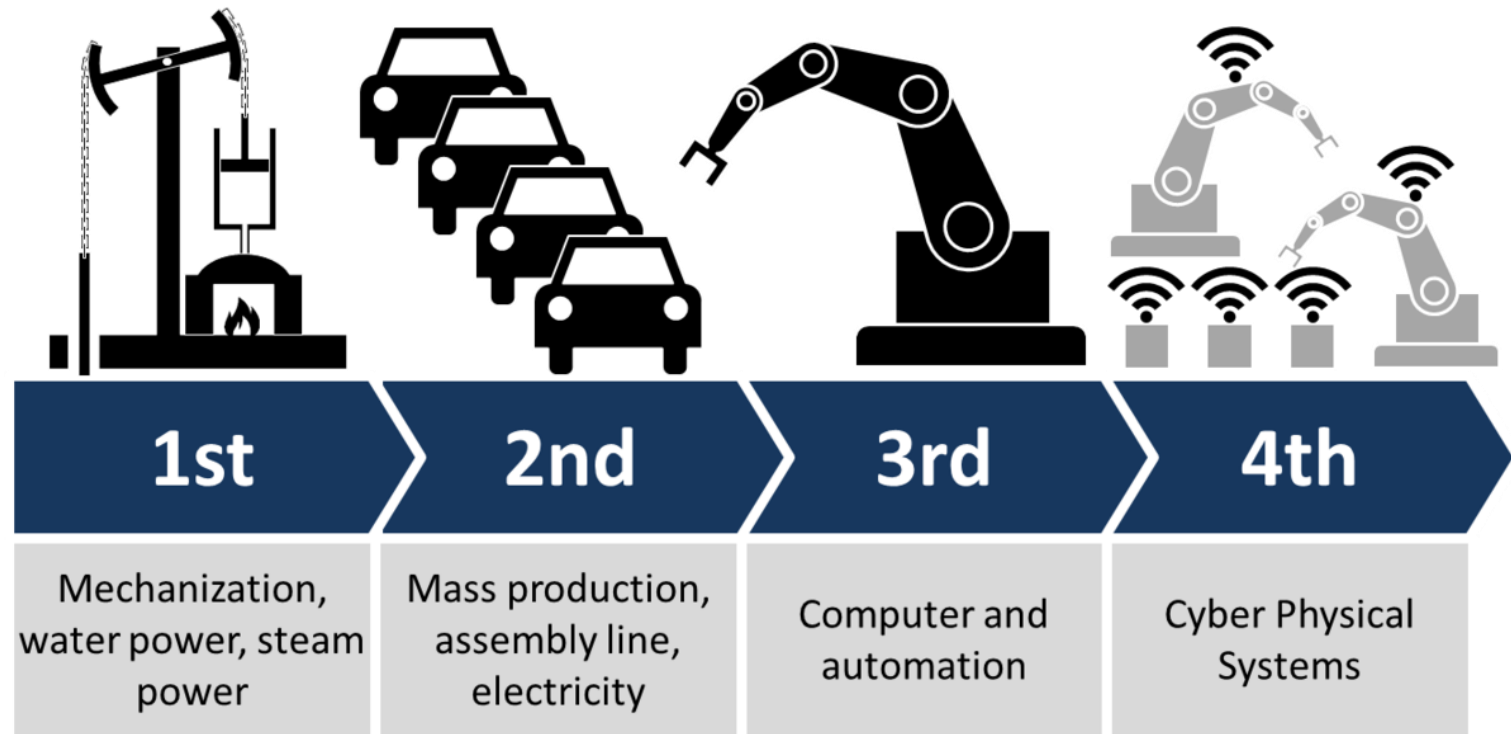 1st
2nd
3rd
4th
Mechanization,
water power, steam
power
Mass production,
assembly line,
electricity
Computer and
automation
Cyber Physical
Systems